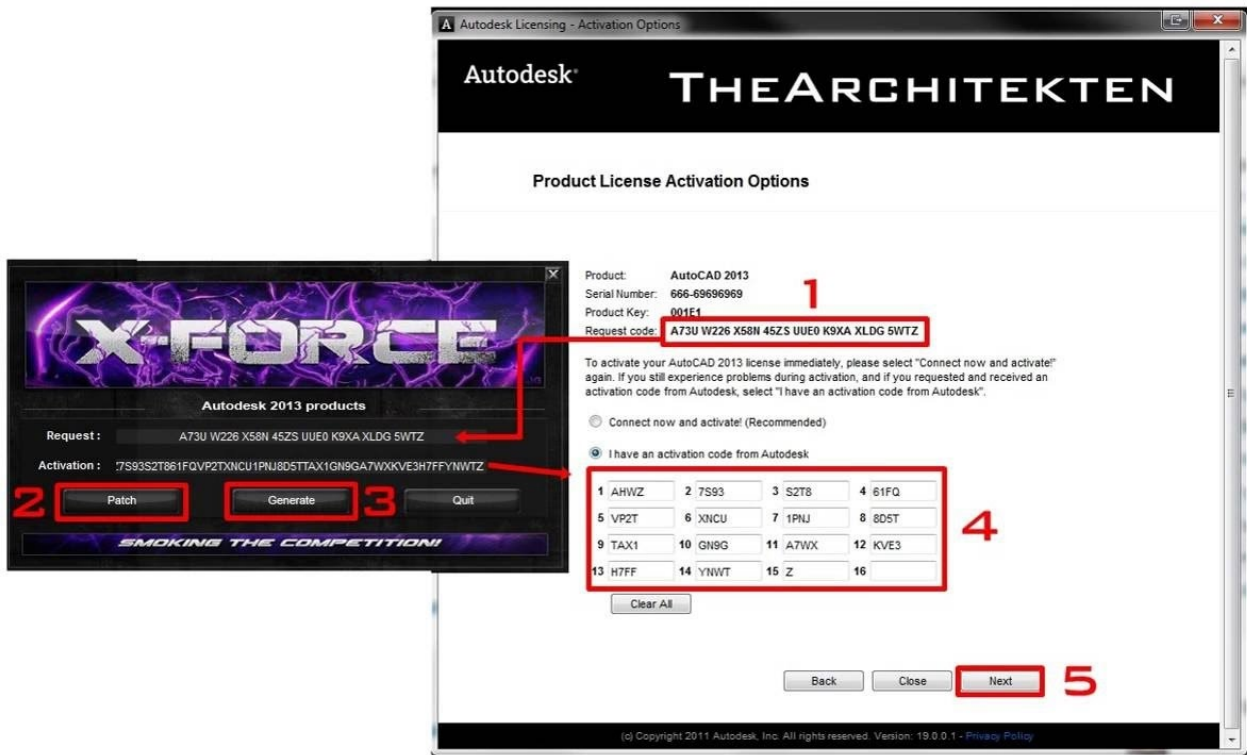 Autodesk Licensing - Activation Options
Autodesk
THEARCHITEKTEN
Product License Activation Options
Product: AutoCAD 2013
Serial Number: 666-69696969
Product Key: 001E1
1
Request code: A73U W226 X58N 45ZS UUE0 K9XA XLDG 5WTZ
To activate your AutoCAD 2013 license immediately, please select "Connect now and activate!"
again. If you still experience problems during activation, and if you requested and received an
activation code from Autodesk, select "I have an activation code from Autodesk".
Connect now and activate! (Recommended)
I have an activation code from Autodesk
1 AHWZ 2 7S93 3 S2T8 4 61FQ
5 VP2T 6 XNCU 7 1PNJ 8 8D5T
9 TAX1 10 GN9G 11 A7WX 12 KVE3
13 H7FF 14 YNWT 15 Z 16
4
Clear All
Back Close Next 5
(c) Copyright 2011 Autodesk, Inc. All rights reserved. Version: 19.0.0.1 - Privacy Policy
X-FORCE
Autodesk 2013 products
Request : A73U W226 X58N 45ZS UUE0 K9XA XLDG 5WTZ
Activation : 7S93S2T861FQVP2TXNCU1PNJ8D5TTAX1GN9GA7WXKVE3H7FFYNWTZ
2 Patch Generate 3 Quit
SMOKING THE COMPETITION!